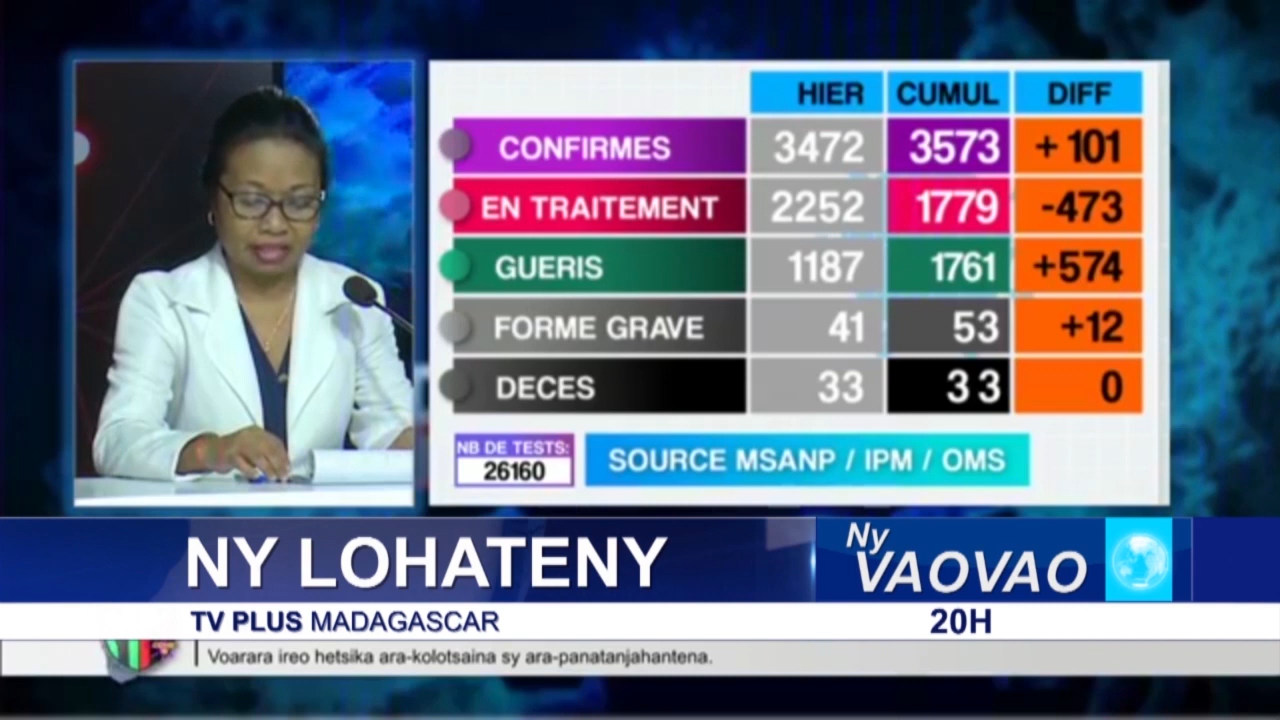 HIER CUMUL DIFF
CONFIRMES 3472 3573 + 101
EN TRAITEMENT 2252 1779 -473
GUERIS 1187 1761 +574
FORME GRAVE 41 53 +12
DECES 33 33 0
NB DE TESTS:
26160
SOURCE MSANP / IPM / OMS
NY LOHATENY
Ny
VAOVAO
TV PLUS MADAGASCAR
20H
Voarara ireo hetsika ara-kolotsaina sy ara-panatanjahantena.